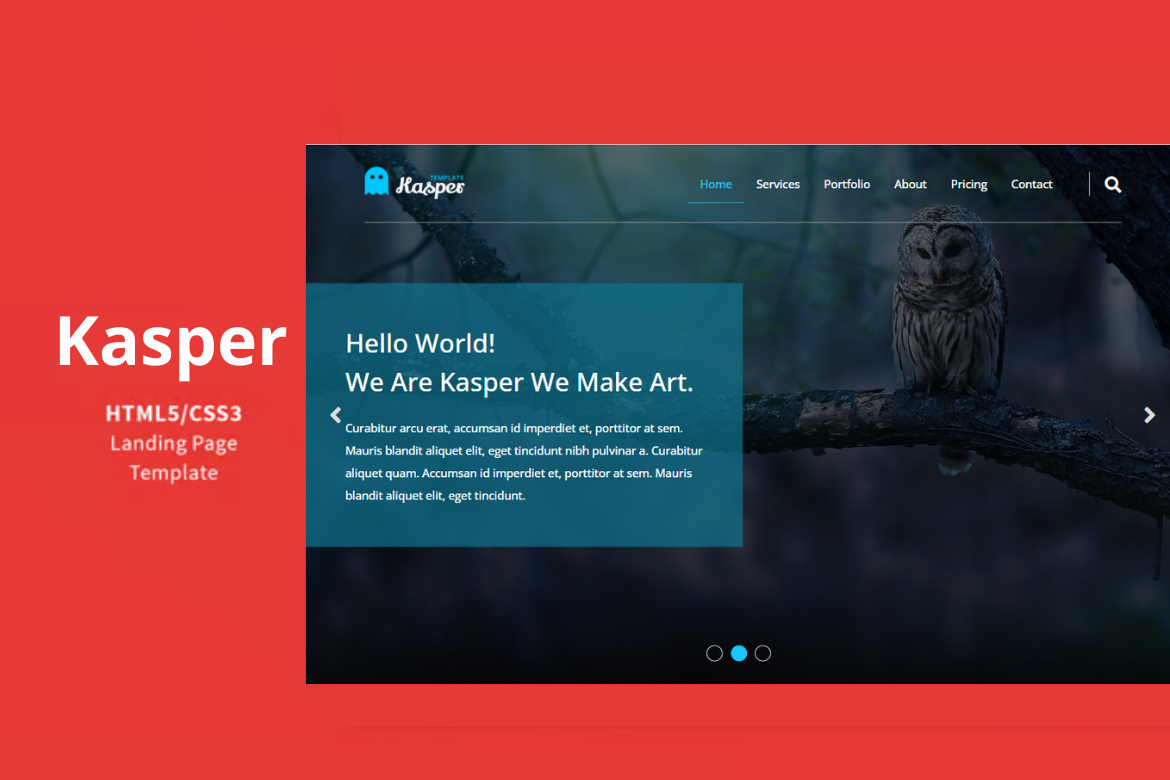 Kasper
HTML5/CSS3
Landing Page
Template
TEMPLATE
Kasper
Home Services Portfolio About Pricing Contact
Hello World!
We Are Kasper We Make Art.
Curabitur arcu erat, accumsan id imperdiet et, porttitor at sem.
Mauris blandit aliquet elit, eget tincidunt nibh pulvinar a. Curabitur
aliquet quam. Accumsan id imperdiet et, porttitor at sem. Mauris
blandit aliquet elit, eget tincidunt.